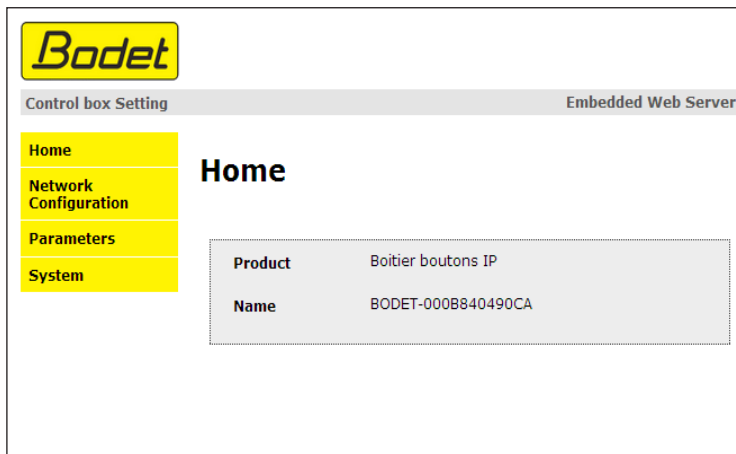 Bodet
Control box Setting Embedded Web Server
Home
Network
Configuration
Parameters
System
Home
Product Boitier boutons IP
Name BODET-000B840490CA